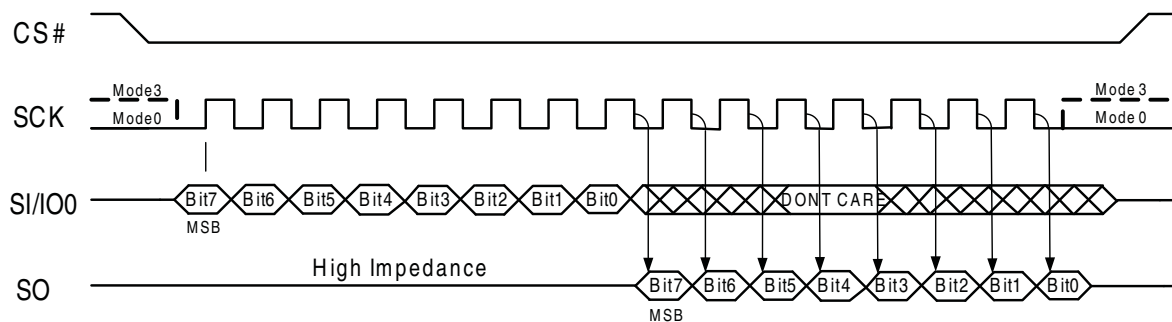 CS#
SCK
Mode3
Mode0
Mode 3
Mode 0
SI/IO0
Bit7 Bit6 Bit5 Bit4 Bit3 Bit2 Bit1 Bit0 DONT CARE
MSB
SO
High Impedance
Bit7 Bit6 Bit5 Bit4 Bit3 Bit2 Bit1 Bit0
MSB